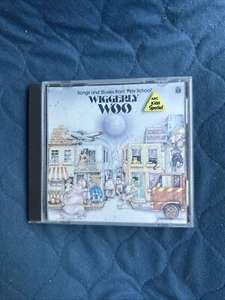 Songs and Stories from 'Play School'
WIGGERLY
WOO
ABC
Kids
Special